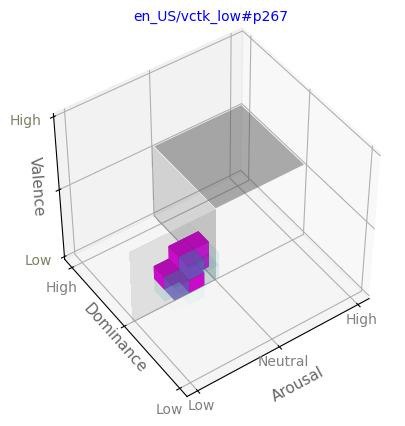 en_US/vctk_low#p267
High
Valence
Low
High
Dominance
Low
Low
Neutral
Arousal
High